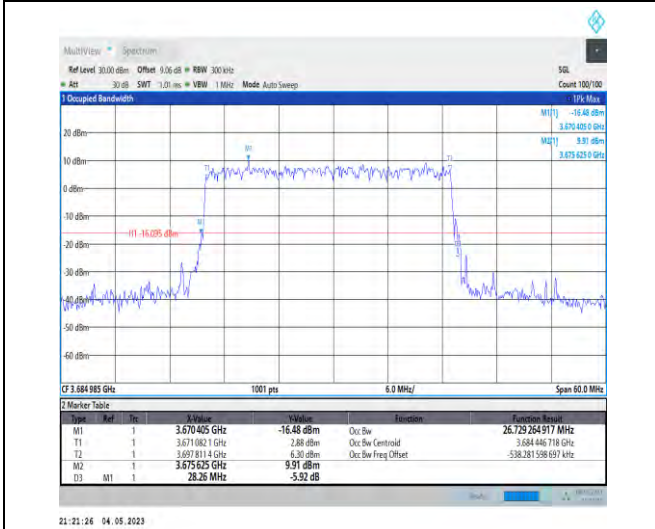 MultiView Spectrum
Ref Level 30.00 dBm Offset 9.06 dB RBW 300 kHz SGL
Att 30 dB SWT 1.01 ms VBW 1 MHz Mode Auto Sweep Count 100/100
1 Occupied Bandwidth 1Pk Max
M1[1] -16.48 dBm
3.670 405 0 GHz
M2[1] 9.91 dBm
3.675 625 0 GHz
20 dBm
10 dBm
0 dBm
-10 dBm
H1 -16.095 dBm
-20 dBm
-30 dBm
-40 dBm
-50 dBm
-60 dBm
T1
M2
T2
CF 3.684 985 GHz 1001 pts 6.0 MHz/ Span 60.0 MHz
2 Marker Table
Type Ref Trc X-Value Y-Value Function Function Result
M1 1 3.670 405 GHz -16.48 dBm Occ Bw 26.729 264 917 MHz
T1 1 3.671 082 1 GHz 2.88 dBm Occ Bw Centroid 3.684 446 718 GHz
T2 1 3.697 811 4 GHz 6.30 dBm Occ Bw Freq Offset -538.281 598 697 kHz
M2 1 3.675 625 GHz 9.91 dBm
D3 M1 1 28.26 MHz -5.92 dB
21:21:26 04.05.2023